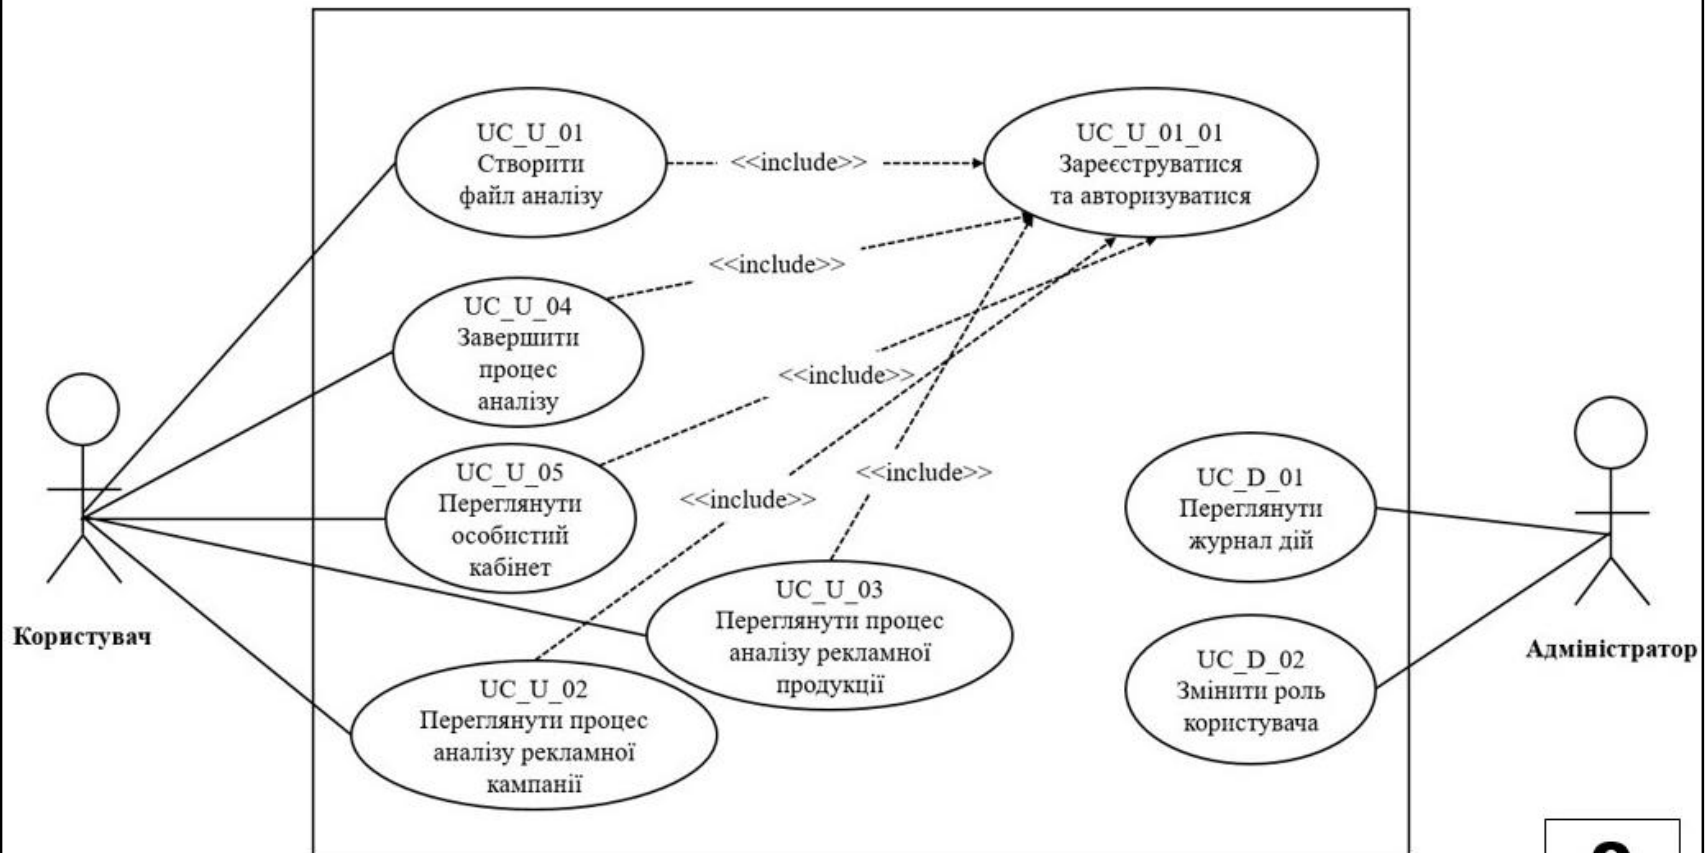 UC_U_01
Створити
файл аналізу
<<include>>
UC_U_01_01
Зареєструватися
та авторизуватися
<<include>>
UC_U_04
Завершити
процес
аналізу
<<include>>
UC_U_05
Переглянути
особистий
кабінет
<<include>>
<<include>>
UC_U_03
Переглянути процес
аналізу рекламної
продукції
UC_U_02
Переглянути процес
аналізу рекламної
кампанії
UC_D_01
Переглянути
журнал дій
UC_D_02
Змінити роль
користувача
Користувач
Адміністратор